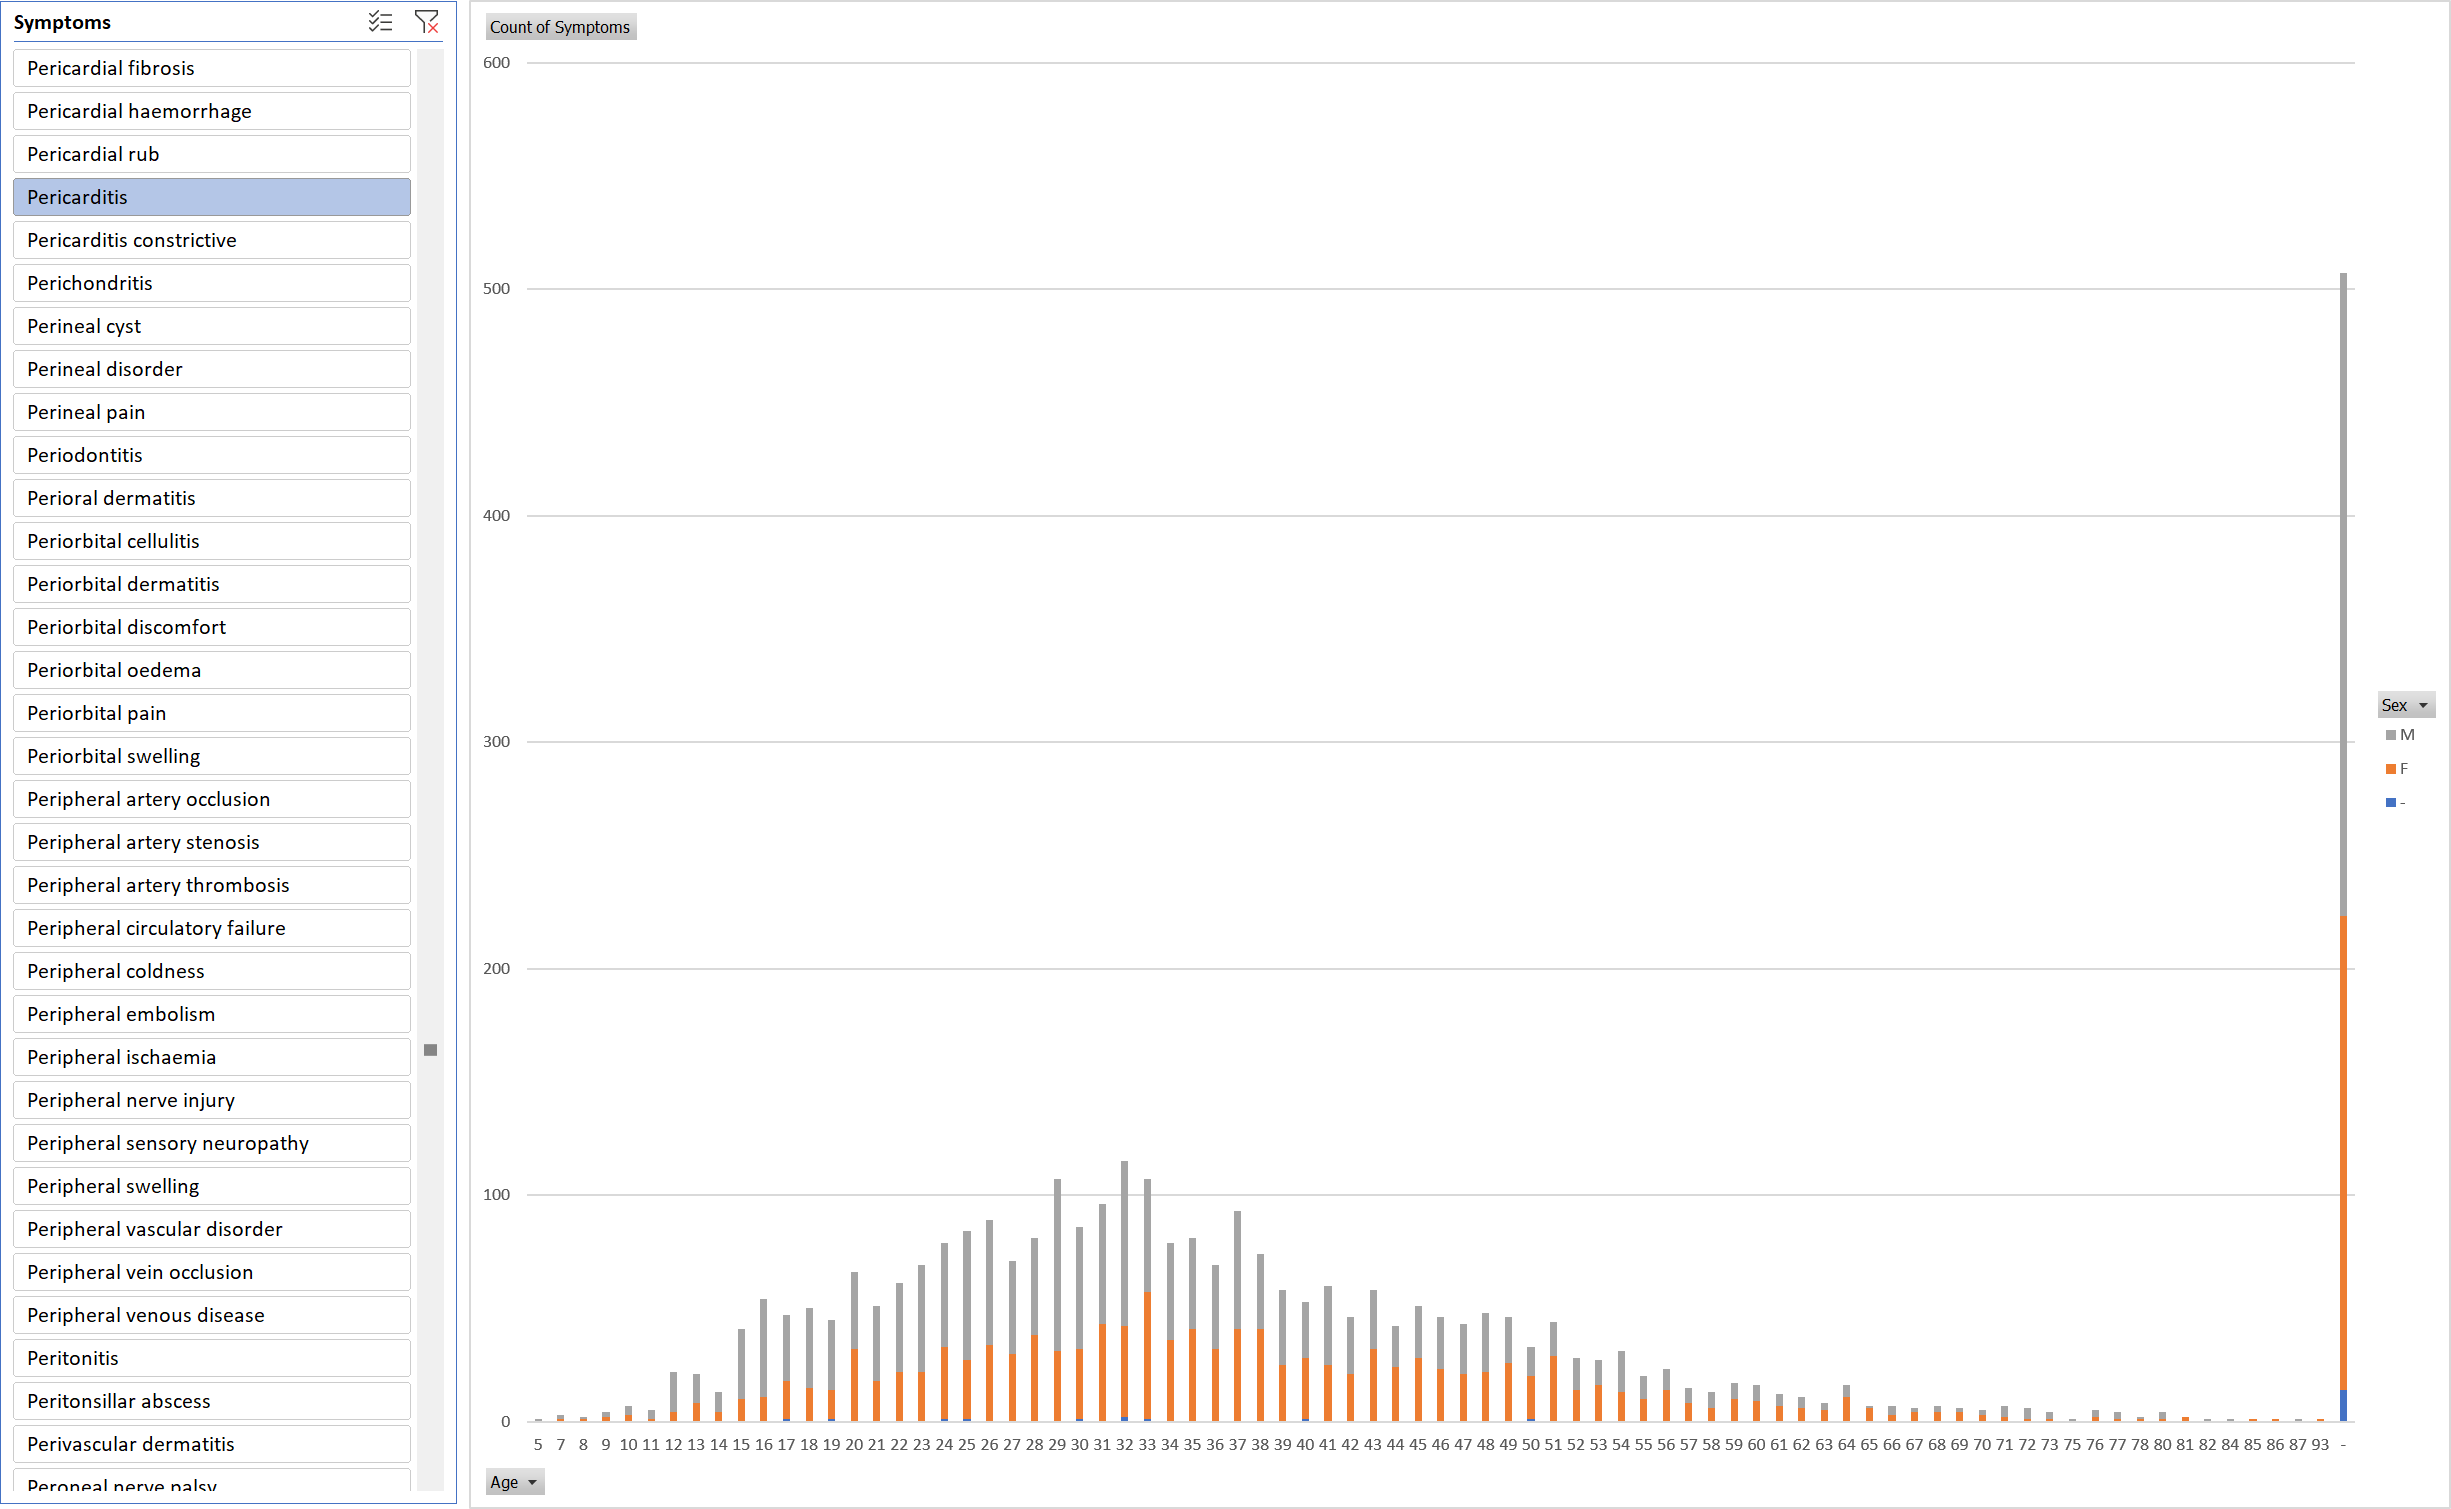 Symptoms
Pericardial fibrosis
Pericardial haemorrhage
Pericardial rub
Pericarditis
Pericarditis constrictive
Perichondritis
Perineal cyst
Perineal disorder
Perineal pain
Periodontitis
Perioral dermatitis
Periorbital cellulitis
Periorbital dermatitis
Periorbital discomfort
Periorbital oedema
Periorbital pain
Periorbital swelling
Peripheral artery occlusion
Peripheral artery stenosis
Peripheral artery thrombosis
Peripheral circulatory failure
Peripheral coldness
Peripheral embolism
Peripheral ischaemia
Peripheral nerve injury
Peripheral sensory neuropathy
Peripheral swelling
Peripheral vascular disorder
Peripheral vein occlusion
Peripheral venous disease
Peritonitis
Peritonsillar abscess
Perivascular dermatitis
Peroneal nerve palsy
Count of Symptoms
600
500
400
300
200
100
0
5 7 8 9 10 11 12 13 14 15 16 17 18 19 20 21 22 23 24 25 26 27 28 29 30 31 32 33 34 35 36 37 38 39 40 41 42 43 44 45 46 47 48 49 50 51 52 53 54 55 56 57 58 59 60 61 62 63 64 65 66 67 68 69 70 71 72 73 75 76 77 78 80 81 82 84 85 86 87 93 -
Age
Sex
M
F
-